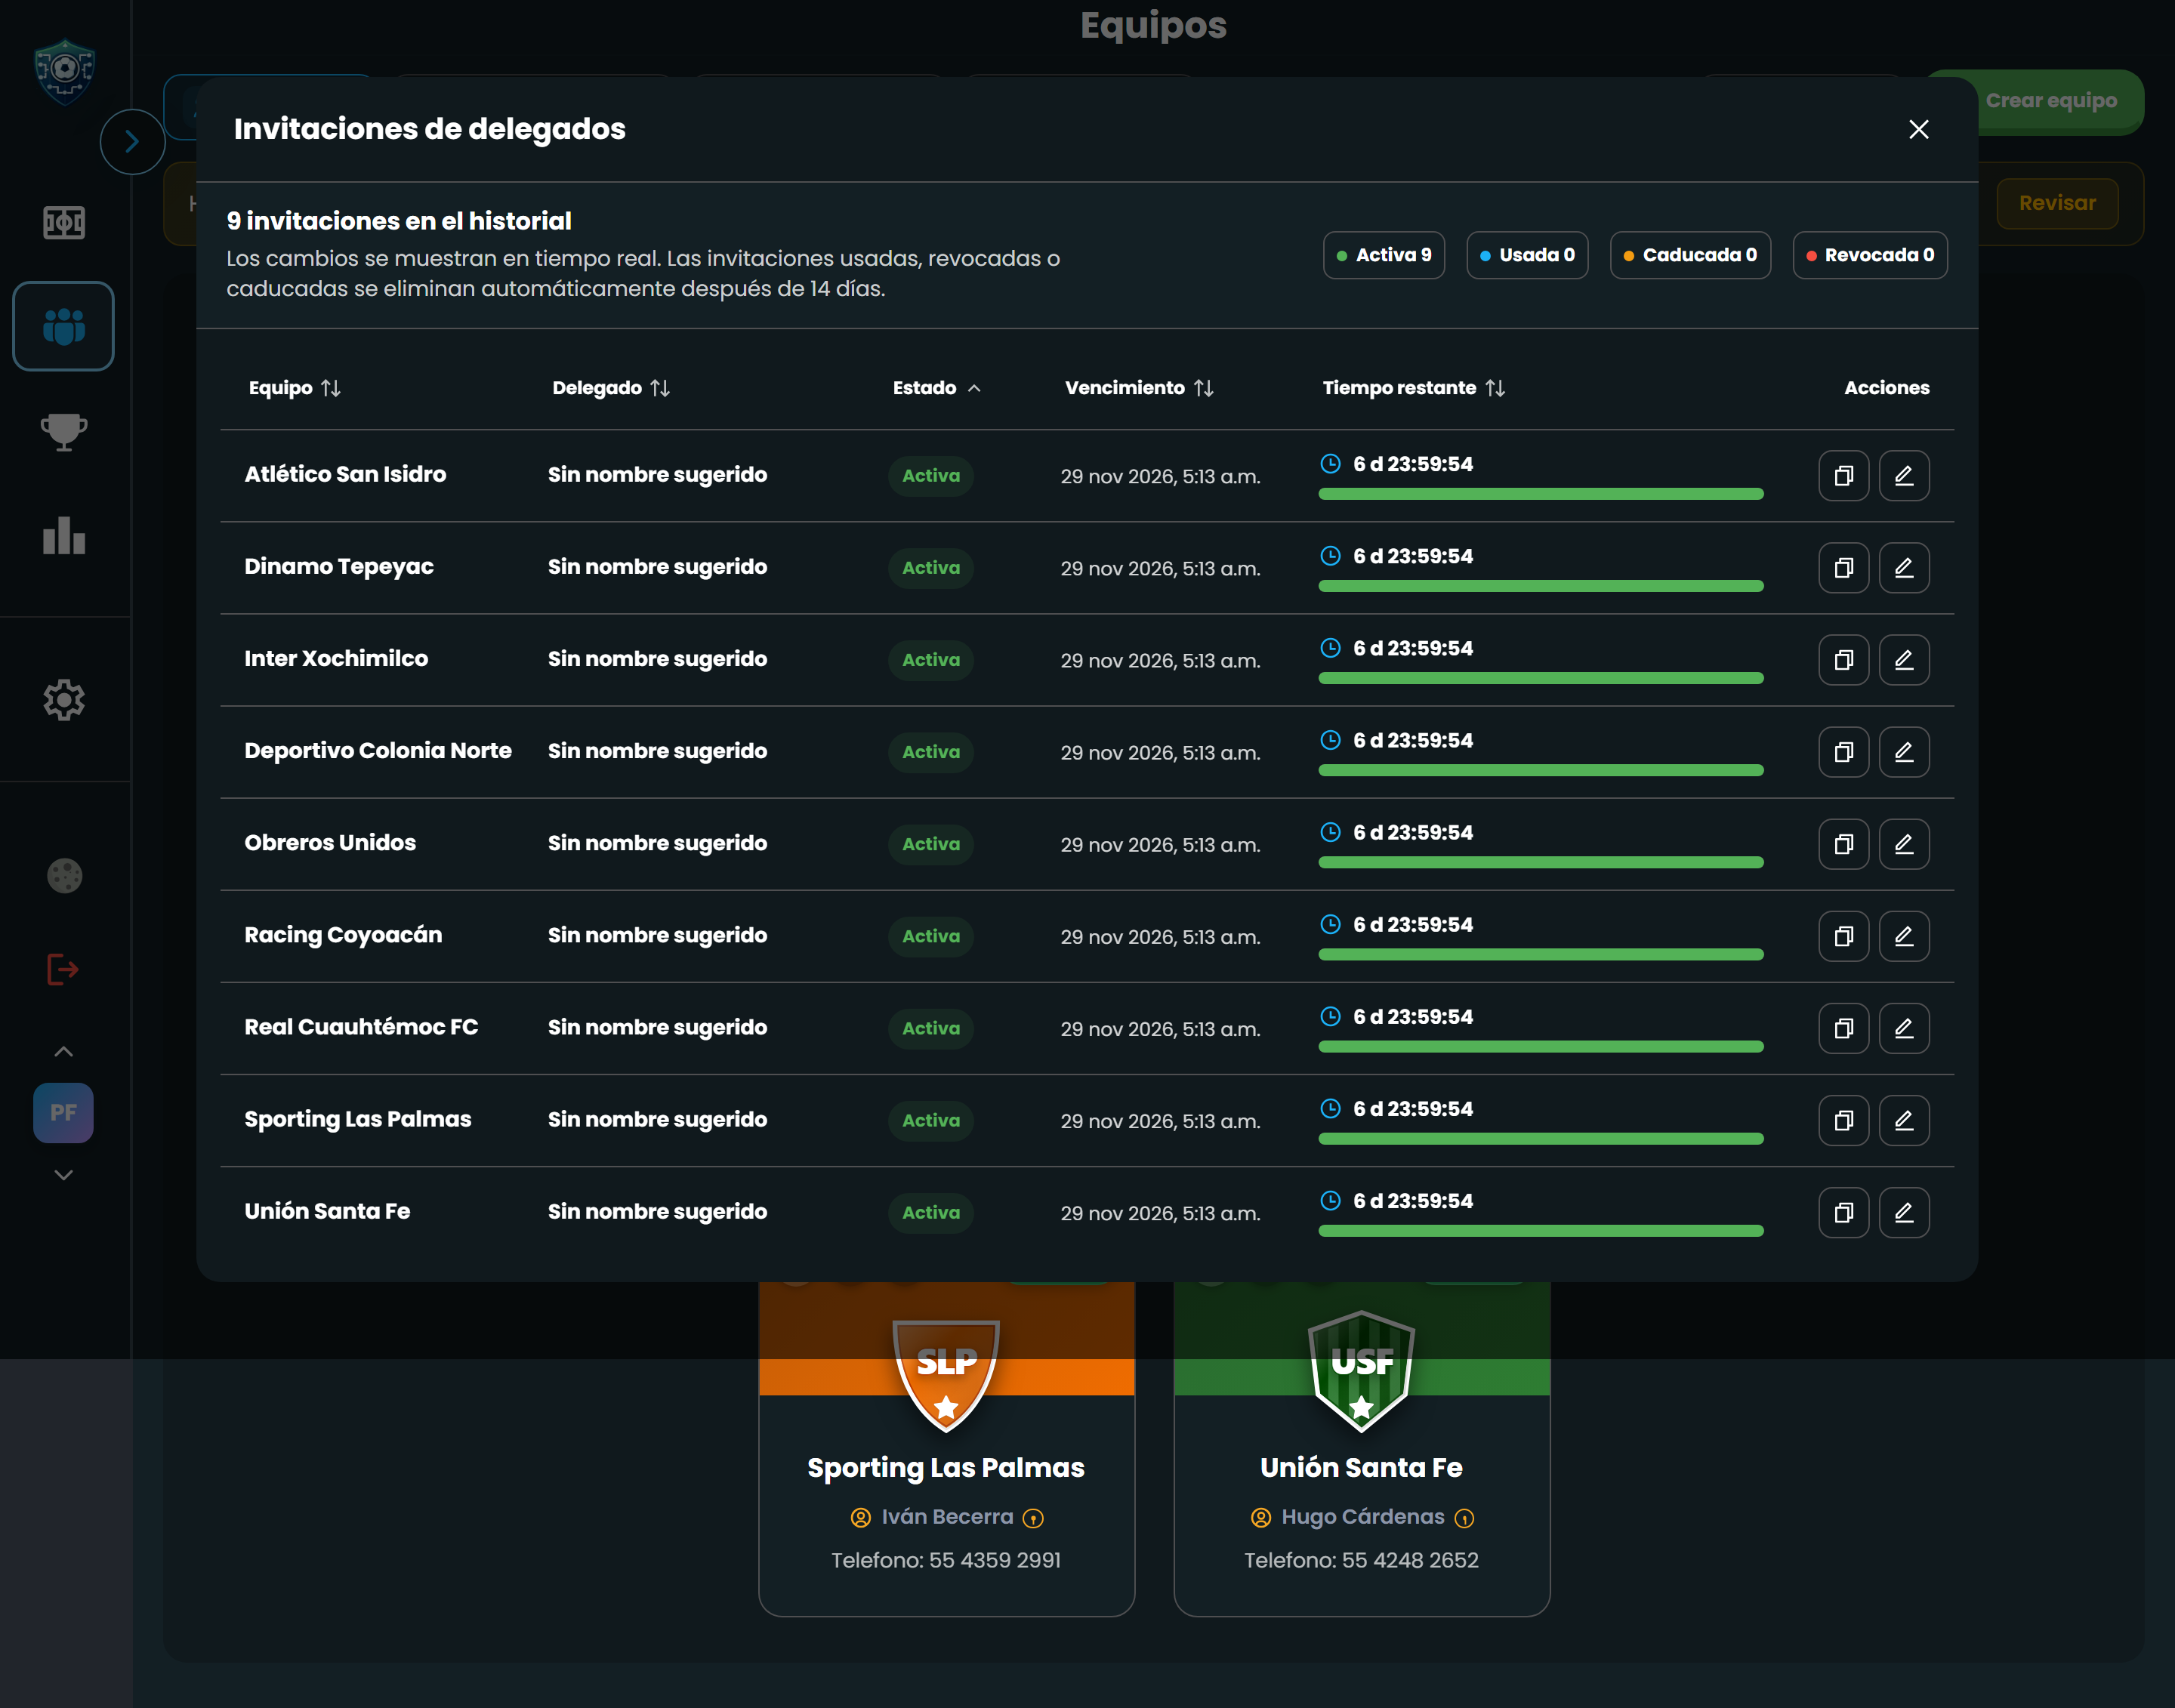 Equipos
Crear equipo
Revisar
Invitaciones de delegados
9 invitaciones en el historial
Los cambios se muestran en tiempo real. Las invitaciones usadas, revocadas o
caducadas se eliminan automáticamente después de 14 días.
Activa 9 Usada 0 Caducada 0 Revocada 0
Equipo Delegado Estado Vencimiento Tiempo restante Acciones
Atlético San Isidro Sin nombre sugerido Activa 29 nov 2026, 5:13 a.m. 6 d 23:59:54
Dinamo Tepeyac Sin nombre sugerido Activa 29 nov 2026, 5:13 a.m. 6 d 23:59:54
Inter Xochimilco Sin nombre sugerido Activa 29 nov 2026, 5:13 a.m. 6 d 23:59:54
Deportivo Colonia Norte Sin nombre sugerido Activa 29 nov 2026, 5:13 a.m. 6 d 23:59:54
Obreros Unidos Sin nombre sugerido Activa 29 nov 2026, 5:13 a.m. 6 d 23:59:54
Racing Coyoacán Sin nombre sugerido Activa 29 nov 2026, 5:13 a.m. 6 d 23:59:54
Real Cuauhtémoc FC Sin nombre sugerido Activa 29 nov 2026, 5:13 a.m. 6 d 23:59:54
Sporting Las Palmas Sin nombre sugerido Activa 29 nov 2026, 5:13 a.m. 6 d 23:59:54
Unión Santa Fe Sin nombre sugerido Activa 29 nov 2026, 5:13 a.m. 6 d 23:59:54
PF
SLP
Sporting Las Palmas
Iván Becerra
Telefono: 55 4359 2991
USF
Unión Santa Fe
Hugo Cárdenas
Telefono: 55 4248 2652